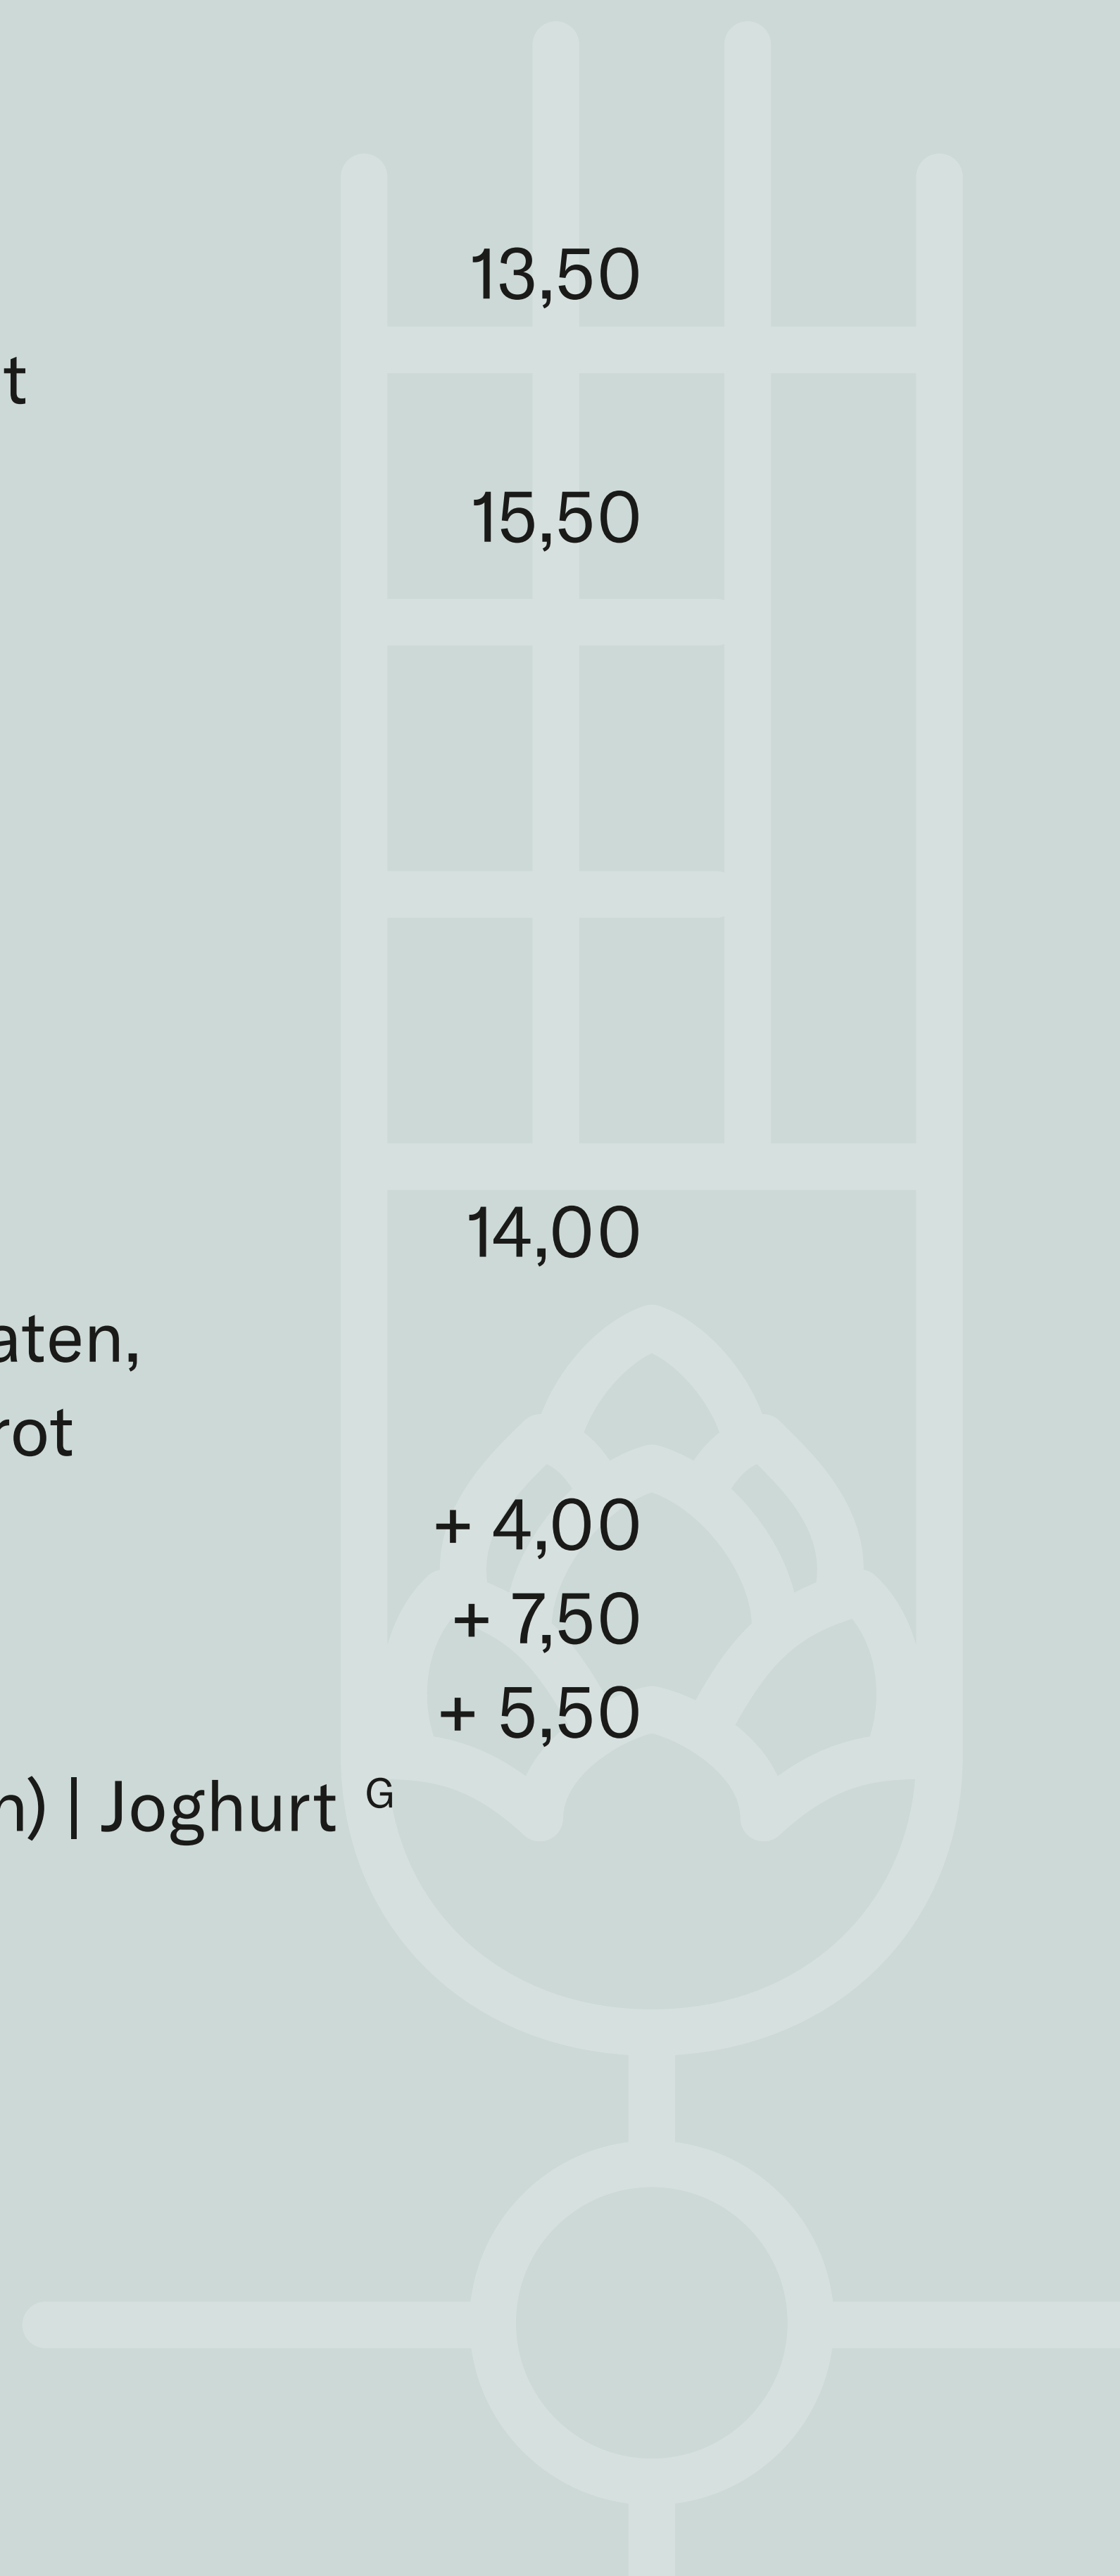 13,50
t
15,50
14,00
aten,
rot
+ 4,00
+ 7,50
+ 5,50
n) | Joghurt G